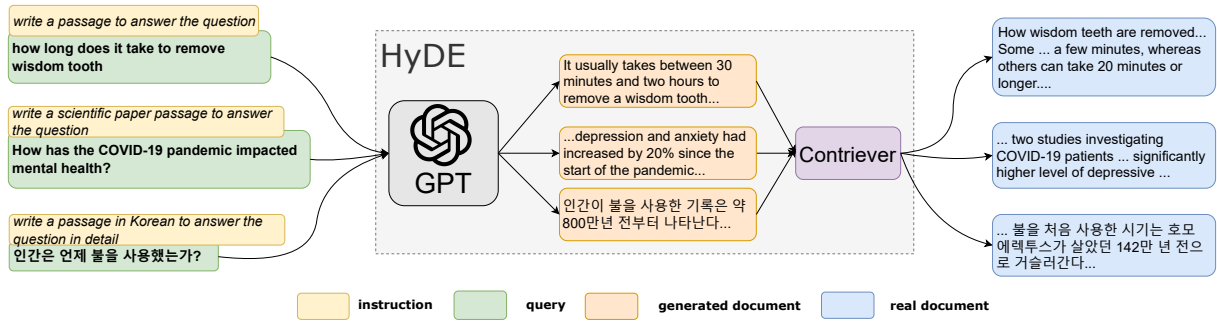 write a passage to answer the question
how long does it take to remove
wisdom tooth
write a scientific paper passage to answer
the question
How has the COVID-19 pandemic impacted
mental health?
write a passage in Korean to answer the
question in detail
인간은 언제 불을 사용했는가?
HyDE
GPT
It usually takes between 30
minutes and two hours to
remove a wisdom tooth...
...depression and anxiety had
increased by 20% since the
start of the pandemic...
인간이 불을 사용한 기록은 약
800만년 전부터 나타난다...
Contriever
How wisdom teeth are removed...
Some ... a few minutes, whereas
others can take 20 minutes or
longer....
... two studies investigating
COVID-19 patients ... significantly
higher level of depressive ...
... 불을 처음 사용한 시기는 호모
에렉투스가 살았던 142만 년 전으
로 거슬러간다...
instruction
query
generated document
real document